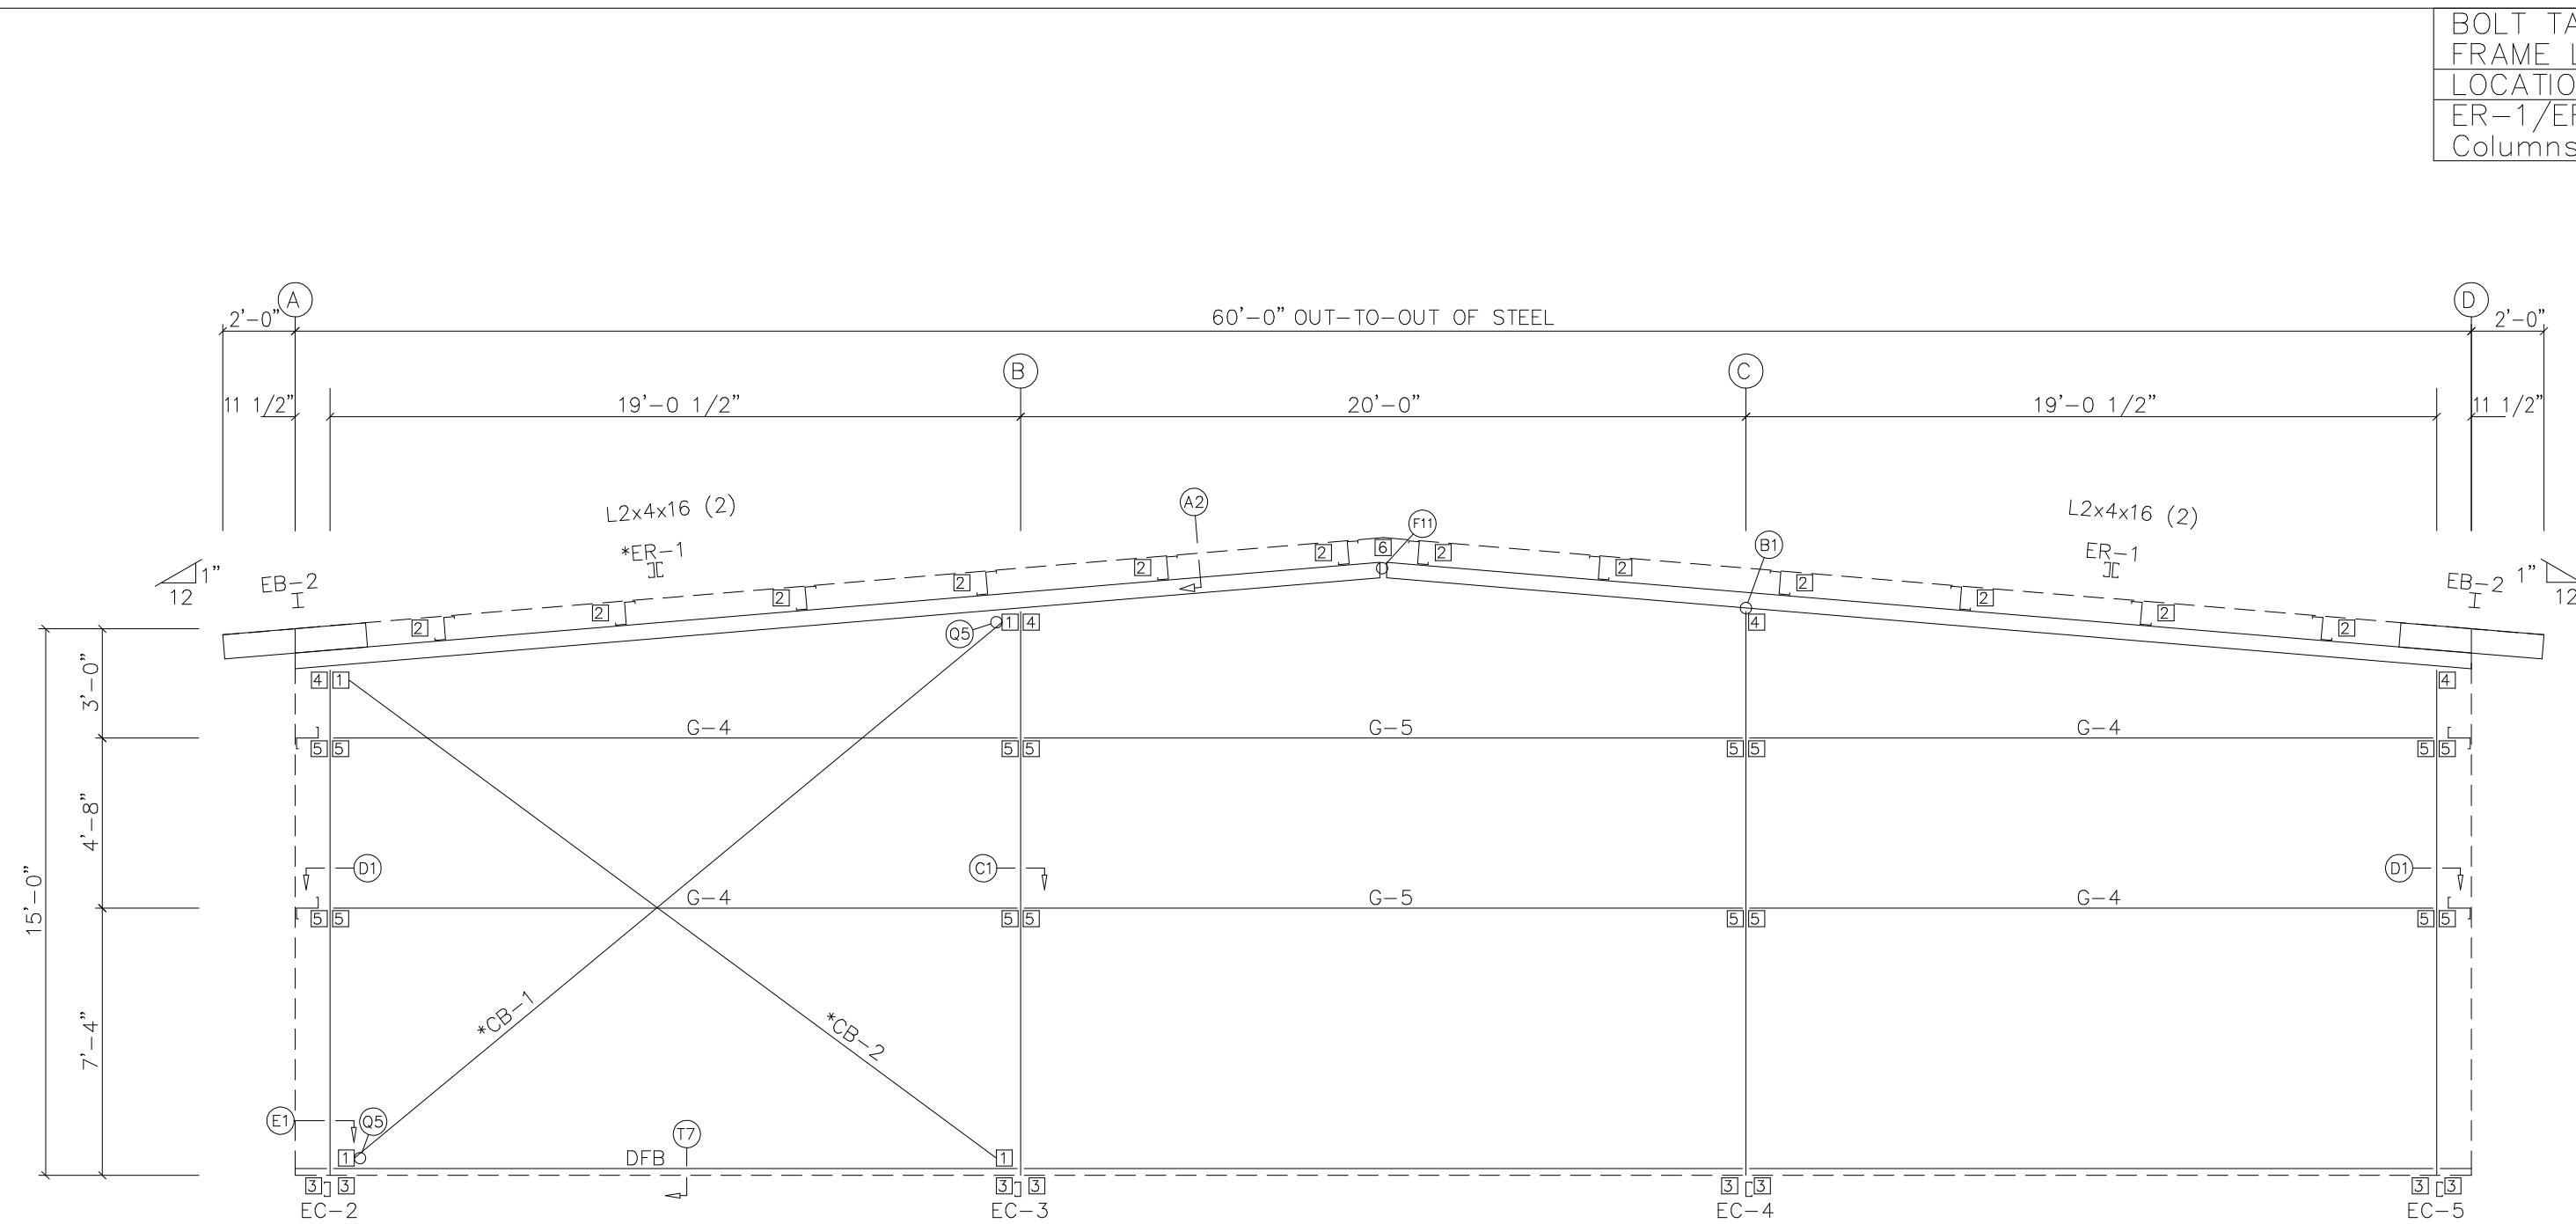 BOLT TA
FRAME L
LOCATIO
ER-1/ER
Columns
A
D
2'-0"
60'-0" OUT-TO-OUT OF STEEL
2'-0"
B
C
11 1/2"
19'-0 1/2"
20'-0"
19'-0 1/2"
11 1/2"
L2x4x16 (2)
A2
F11
L2x4x16 (2)
*ER-1
B1
ER-1
1"
12
EB-2
EB-2
1"
12
2 2 2 2 2 2 6 2 2 2 2 2 2
Q5
1 4
4
4 1
4
3'-0"
G-4
G-5
G-4
5 5
5 5
5 5
5 5
4'-8"
15'-0"
D1
C1
D1
G-4
G-5
G-4
5 5
5 5
5 5
5 5
7'-4"
*CB-1
*CB-2
E1
Q5
T7
1
DFB
1
3 3
3 3
3 3
3 3
EC-2
EC-3
EC-4
EC-5